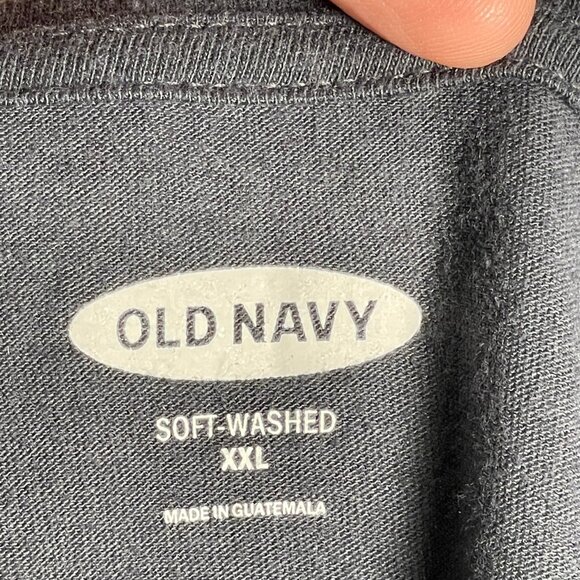 OLD NAVY
SOFT-WASHED
XXL
MADE IN GUATEMALA